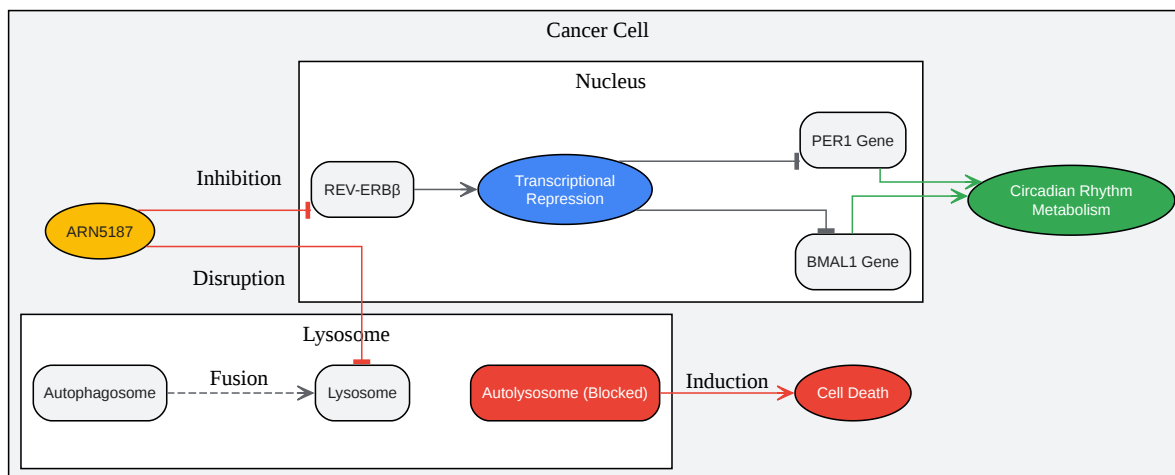 Cancer Cell
Nucleus
PER1 Gene
Inhibition
REV-ERBβ
Transcriptional
Repression
Circadian Rhythm
Metabolism
ARN5187
BMAL1 Gene
Disruption
Lysosome
Autophagosome
Fusion
Lysosome
Autolysosome (Blocked)
Induction
Cell Death